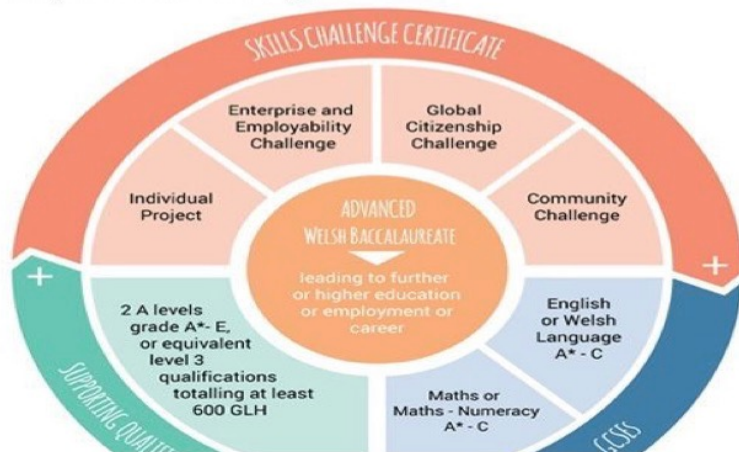 SKILLS CHALLENGE CERTIFICATE
Enterprise and
Employability
Challenge
Global
Citizenship
Challenge
Individual
Project
Community
Challenge
ADVANCED
WELSH BACCALAUREATE
leading to further
or higher education
or employment or
career
+
+
2 A levels
grade A*- E,
or equivalent
level 3
qualifications
totalling at least
600 GLH
English
or Welsh
Language
A* - C
Maths or
Maths - Numeracy
A* - C
SUPPORTING
GCSES